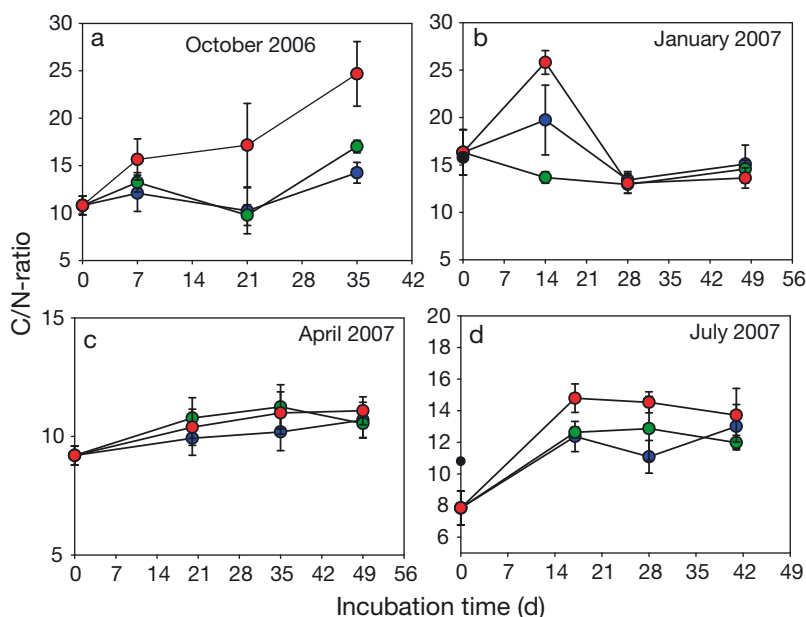 a
October 2006
30
25
20
15
10
5
0 7 14 21 28 35 42
b
January 2007
30
25
20
15
10
5
0 7 14 21 28 35 42 49 56
C/N-ratio
c
April 2007
15
10
5
0 7 14 21 28 35 42 49 56
d
July 2007
20
18
16
14
12
10
8
6
0 7 14 21 28 35 42 49
Incubation time (d)